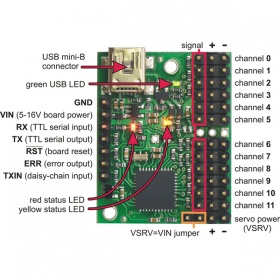 USB mini-B
connector
signal
+ −
green USB LED
channel 0
channel 1
channel 2
channel 3
channel 4
channel 5
GND
VIN (5-16V board power)
RX (TTL serial input)
TX (TTL serial output)
RST (board reset)
ERR (error output)
TXIN (daisy-chain input)
channel 6
channel 7
channel 8
channel 9
channel 10
channel 11
red status LED
yellow status LED
servo power
(VSRV)
VSRV=VIN jumper
+ −